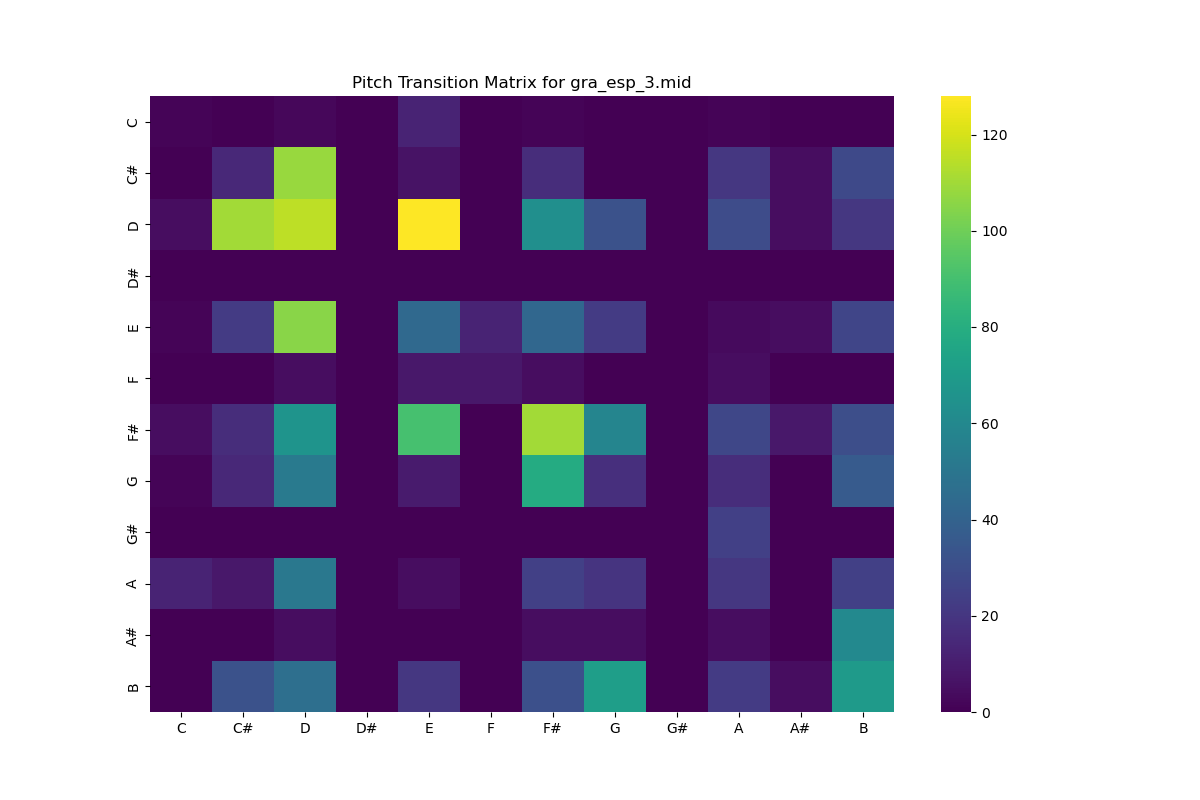 Pitch Transition Matrix for gra_esp_3.mid
C
C#
D
D#
E
F
F#
G
G#
A
A#
B
C C# D D# E F F# G G# A A# B
120
100
80
60
40
20
0